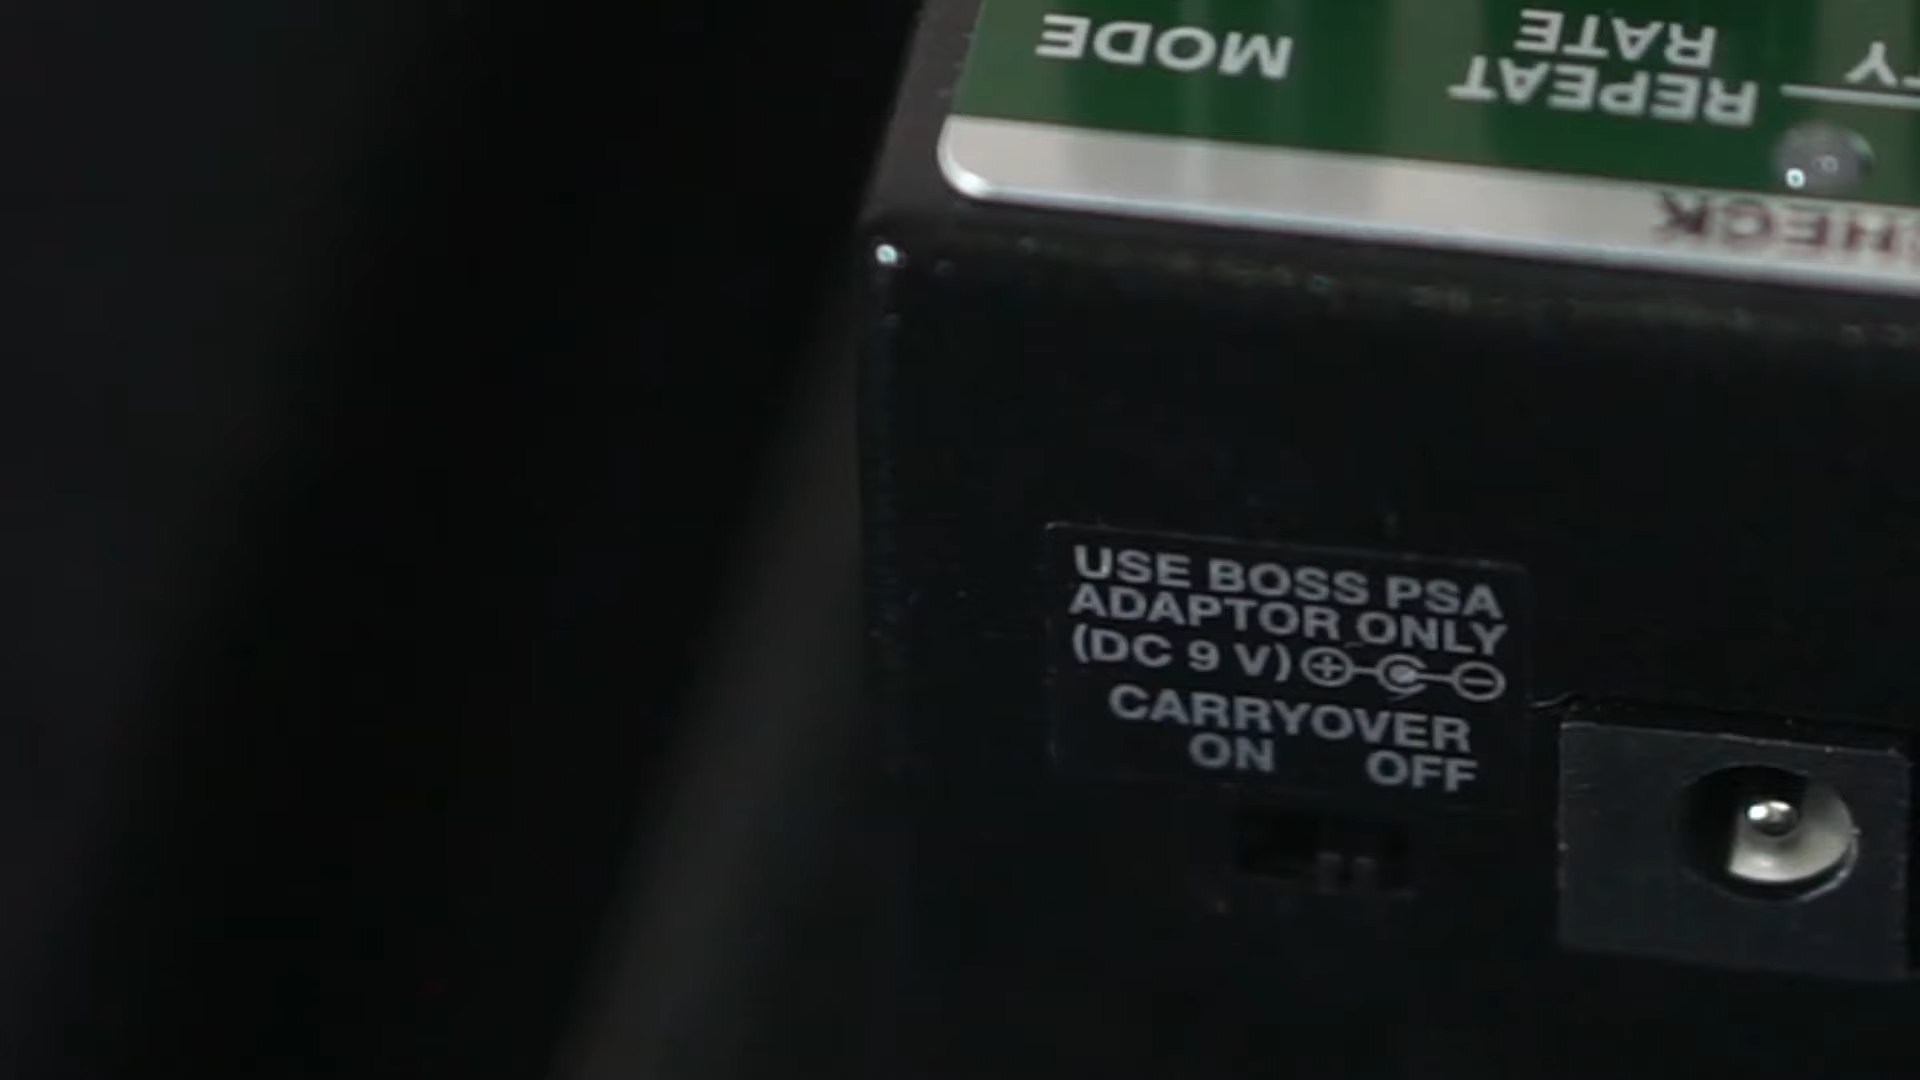 MODE
REPEAT
RATE
USE BOSS PSA
ADAPTOR ONLY
(DC 9 V)
CARRYOVER
ON OFF